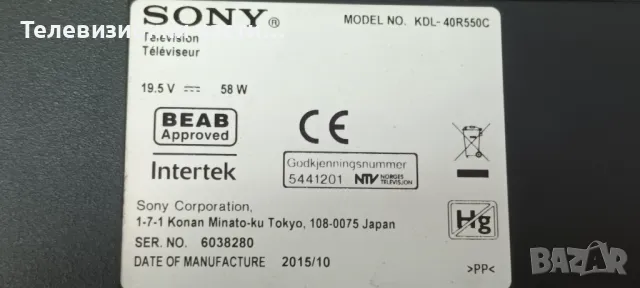 Телевизи
SONY®
MODEL NO. KDL-40R550C
Television
Téléviseur
19.5 V ⎓ 58 W
BEAB
Approved
Intertek
CE
Godkjenningsnummer
5441201 NTV NORGES TELEVISJON
Sony Corporation,
1-7-1 Konan Minato-ku Tokyo, 108-0075 Japan
SER. NO. 6038280
DATE OF MANUFACTURE 2015/10
Hg
>PP<
BAZAR